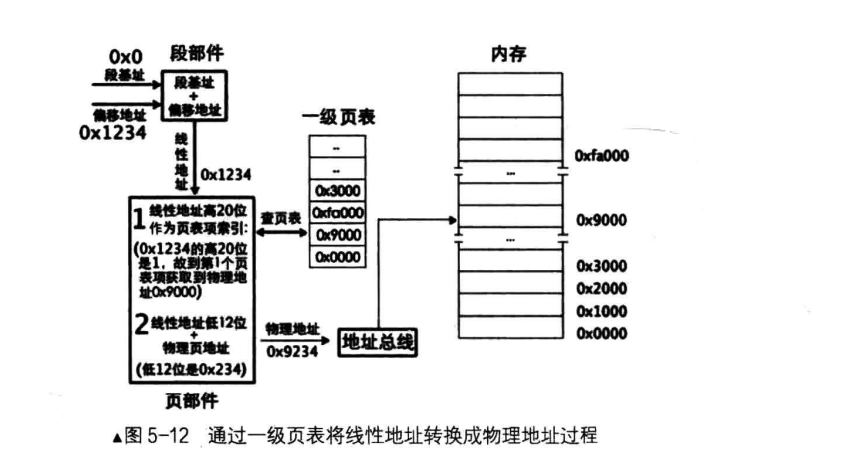 0x0
段基址
偏移地址
0x1234
段部件
段基址
+
偏移地址
线性地址
0x1234
1 线性地址高20位
作为页表项索引:
(0x1234的高20位
是1，故到第1个页
表项获取到物理地
址0x9000)
2 线性地址低12位
+
物理页地址
(低12位是0x234)
页部件
查页表
一级页表
..
..
0x3000
0xfa000
0x9000
0x0000
物理地址
0x9234
地址总线
内存
...
...
0xfa000
0x9000
0x3000
0x2000
0x1000
0x0000
▲图 5-12 通过一级页表将线性地址转换成物理地址过程